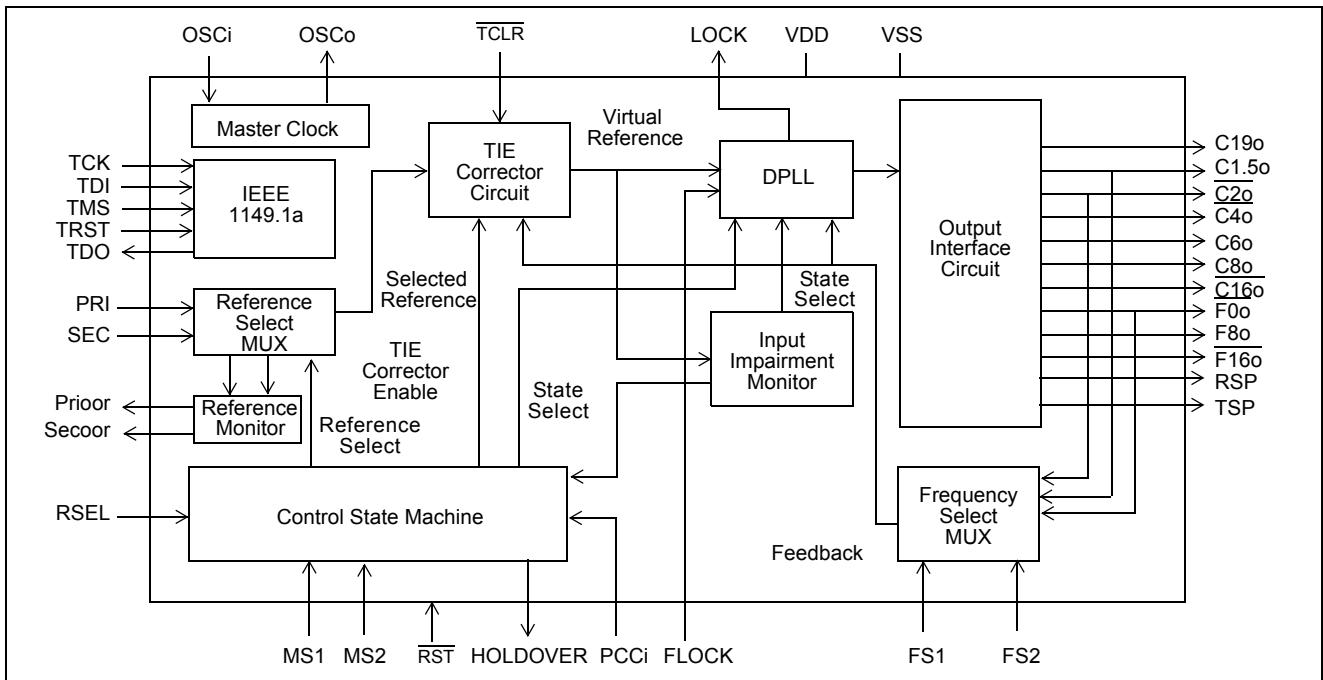 OSCi OSCo TCLR LOCK VDD VSS
Master Clock
TCK
TDI
TMS
TRST
TDO
IEEE
1149.1a
TIE
Corrector
Circuit
Virtual
Reference
DPLL
Output
Interface
Circuit
C19o
C1.5o
C2o
C4o
C6o
C8o
C16o
F0o
F8o
F16o
RSP
TSP
PRI
SEC
Reference
Select
MUX
Selected
Reference
TIE
Corrector
Enable
State
Select
State
Select
Input
Impairment
Monitor
Prioor
Secoor
Reference
Monitor
Reference
Select
RSEL
Control State Machine
Feedback
Frequency
Select
MUX
MS1 MS2 RST HOLDOVER PCCi FLOCK FS1 FS2